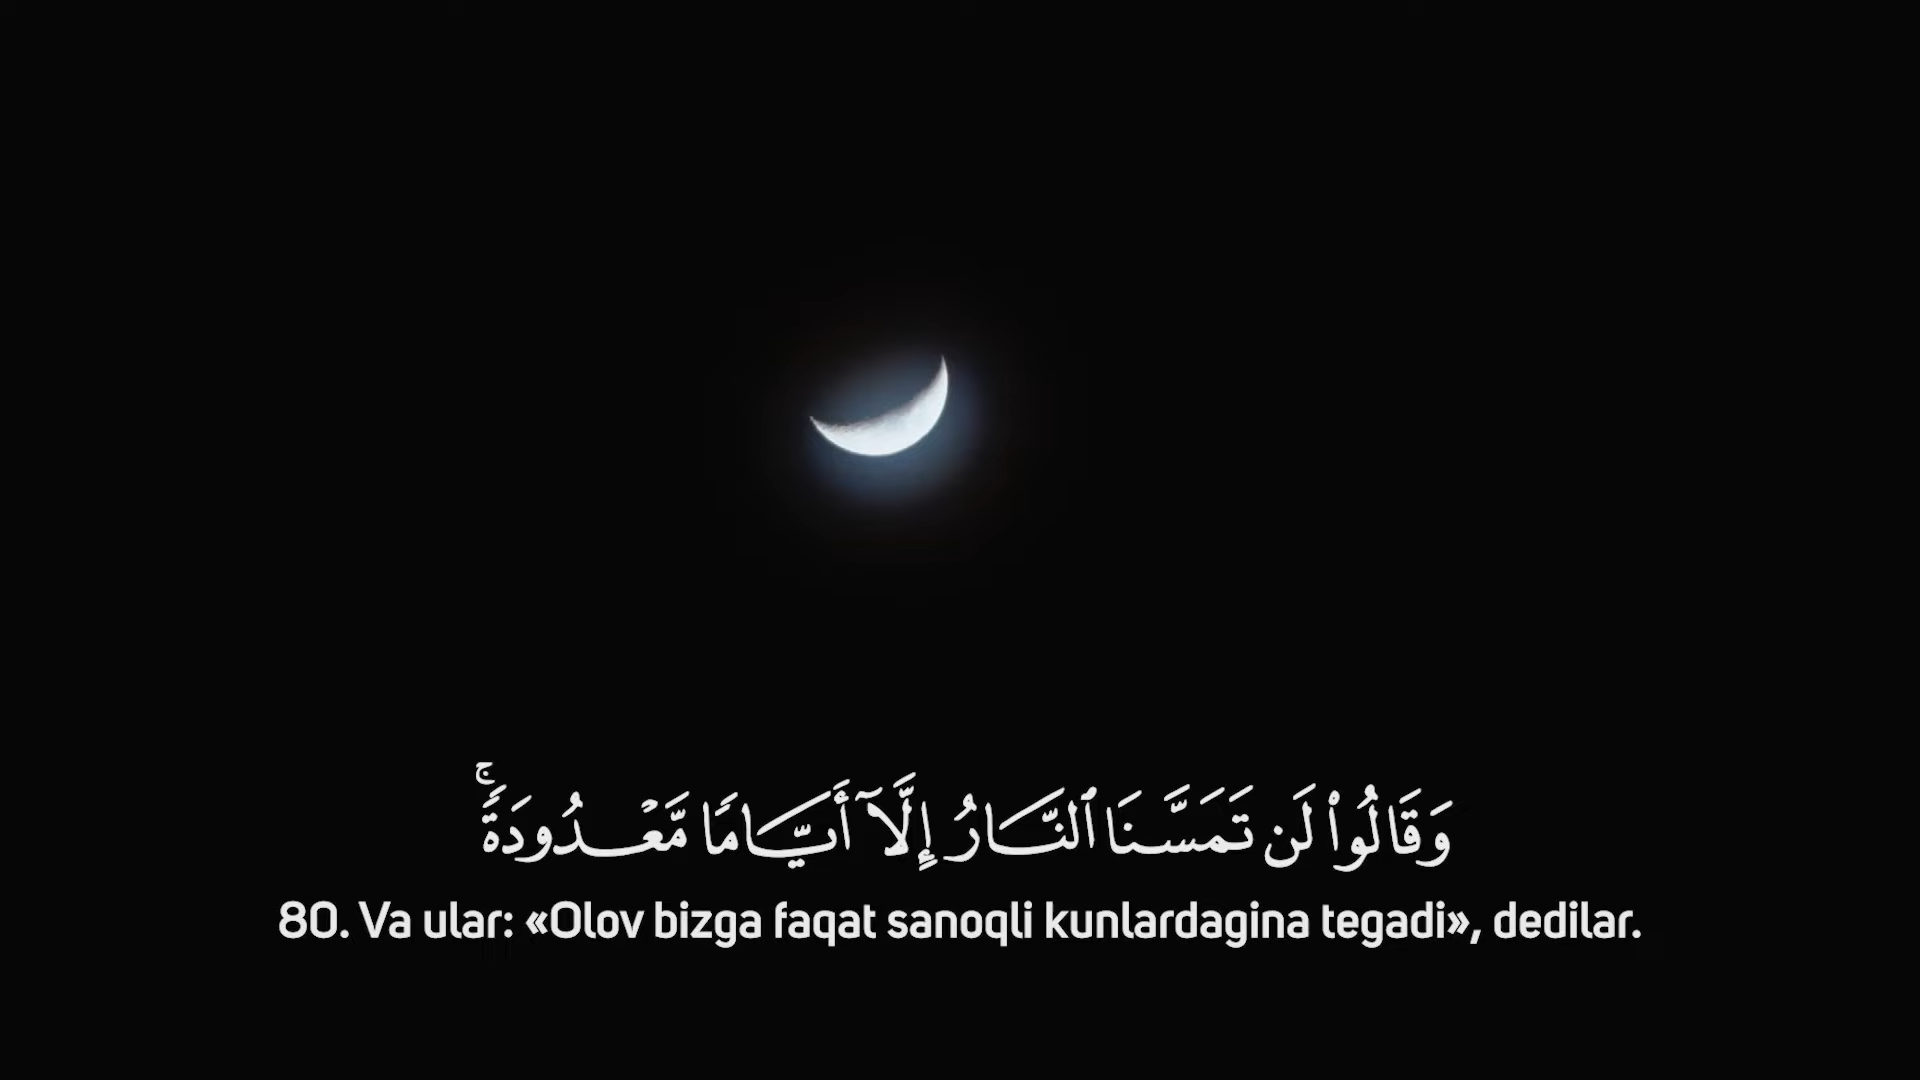 وَقَالُوا۟ لَن تَمَسَّنَا ٱلنَّارُ إِلَّآ أَيَّامًا مَّعْدُودَةً ۚ
80. Va ular: «Olov bizga faqat sanoqli kunlardagina tegadi», dedilar.